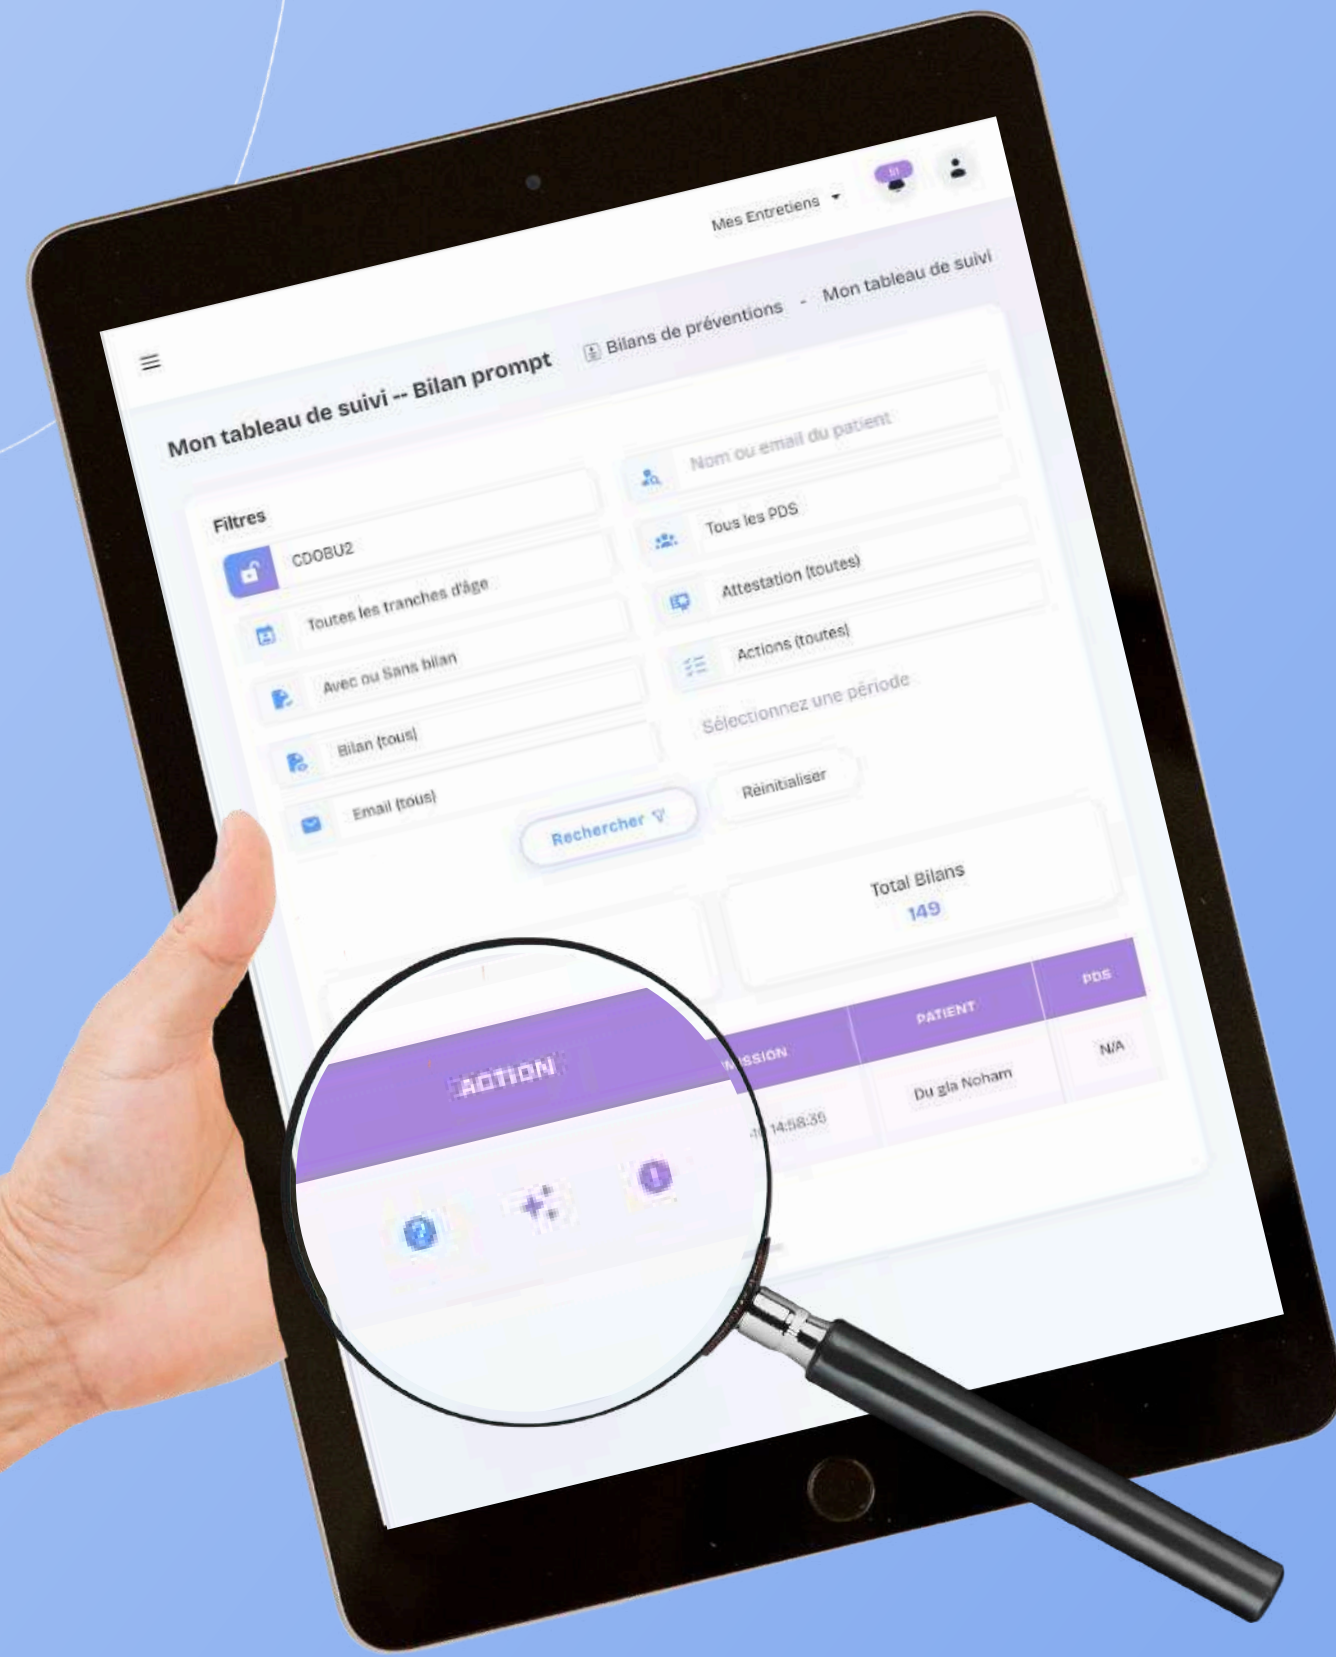 Mes Entretiens
51
Mon tableau de suivi -- Bilan prompt
Bilans de préventions - Mon tableau de suivi
Filtres
CDOBU2
Nom ou email du patient
Toutes les tranches d'âge
Tous les PDS
Avec ou Sans bilan
Attestation (toutes)
Bilan (tous)
Actions (toutes)
Email (tous)
Sélectionnez une période
Rechercher
Réinitialiser
Total Bilans
149
ACTION
PATIENT
PDS
14:58:36
Du gla Noham
N/A